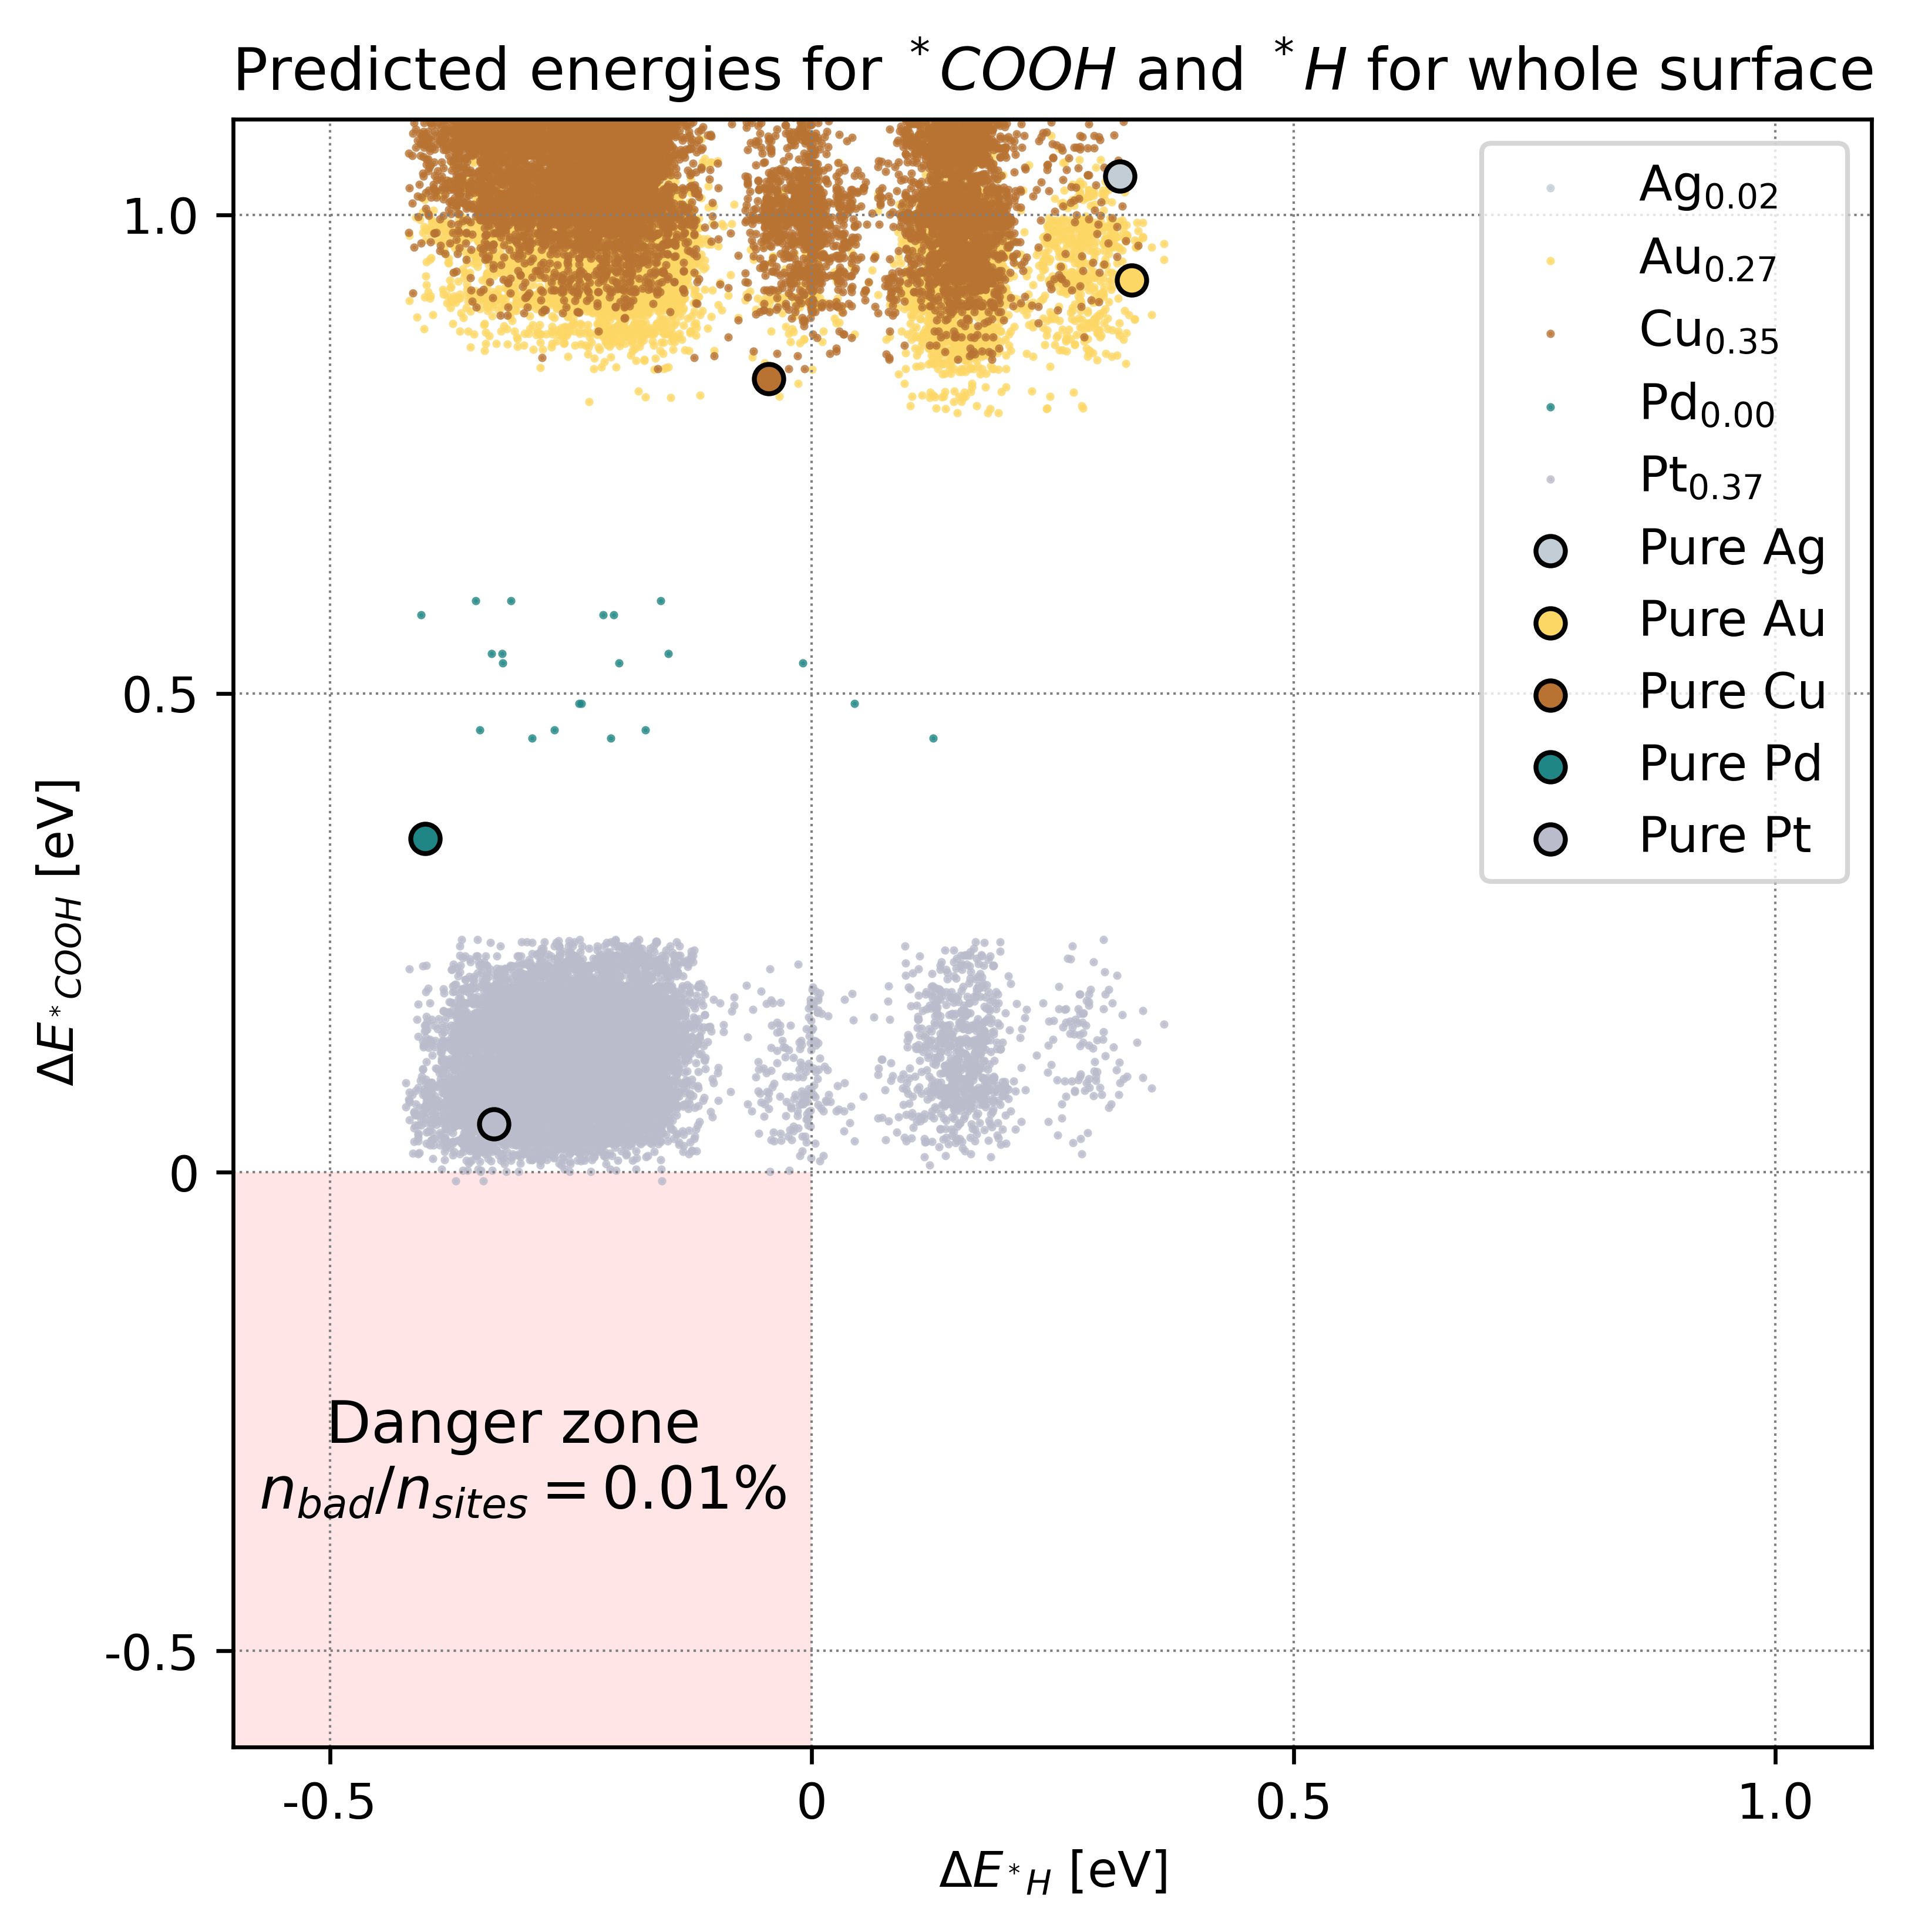 Predicted energies for *COOH and *H for whole surface
1.0
0.5
0
-0.5
ΔE*COOH [eV]
Ag0.02
Au0.27
Cu0.35
Pd0.00
Pt0.37
Pure Ag
Pure Au
Pure Cu
Pure Pd
Pure Pt
Danger zone
nbad/nsites = 0.01%
-0.5 0 0.5 1.0
ΔE*H [eV]